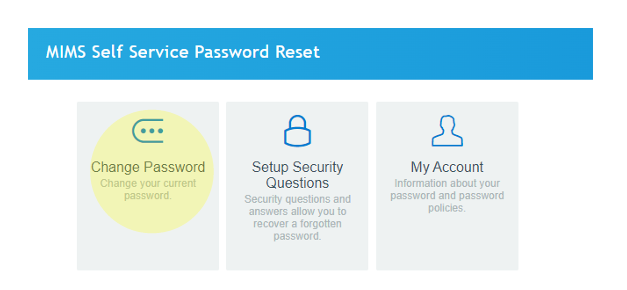 MIMS Self Service Password Reset
Change Password
Change your current
password.
Setup Security
Questions
Security questions and
answers allow you to
recover a forgotten
password.
My Account
Information about your
password and password
policies.